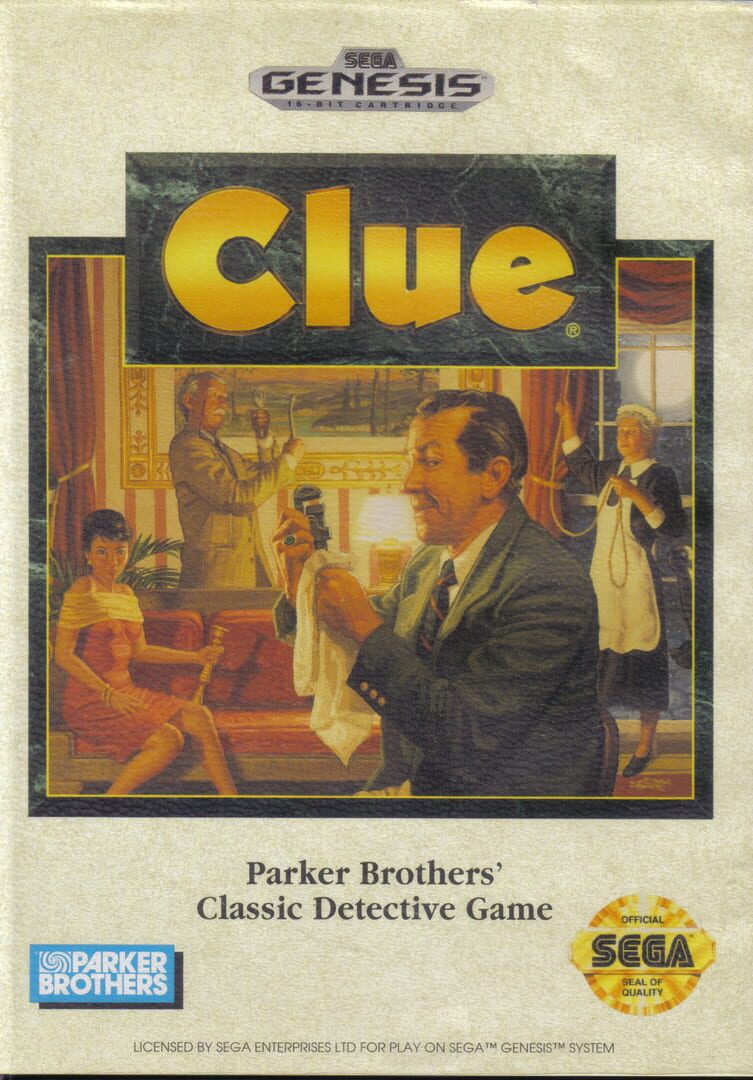 SEGA
GENESIS™
16-BIT CARTRIDGE
Clue®
Parker Brothers'
Classic Detective Game
PARKER
BROTHERS
OFFICIAL
SEGA
SEAL OF
QUALITY
LICENSED BY SEGA ENTERPRISES LTD FOR PLAY ON SEGA™ GENESIS™ SYSTEM